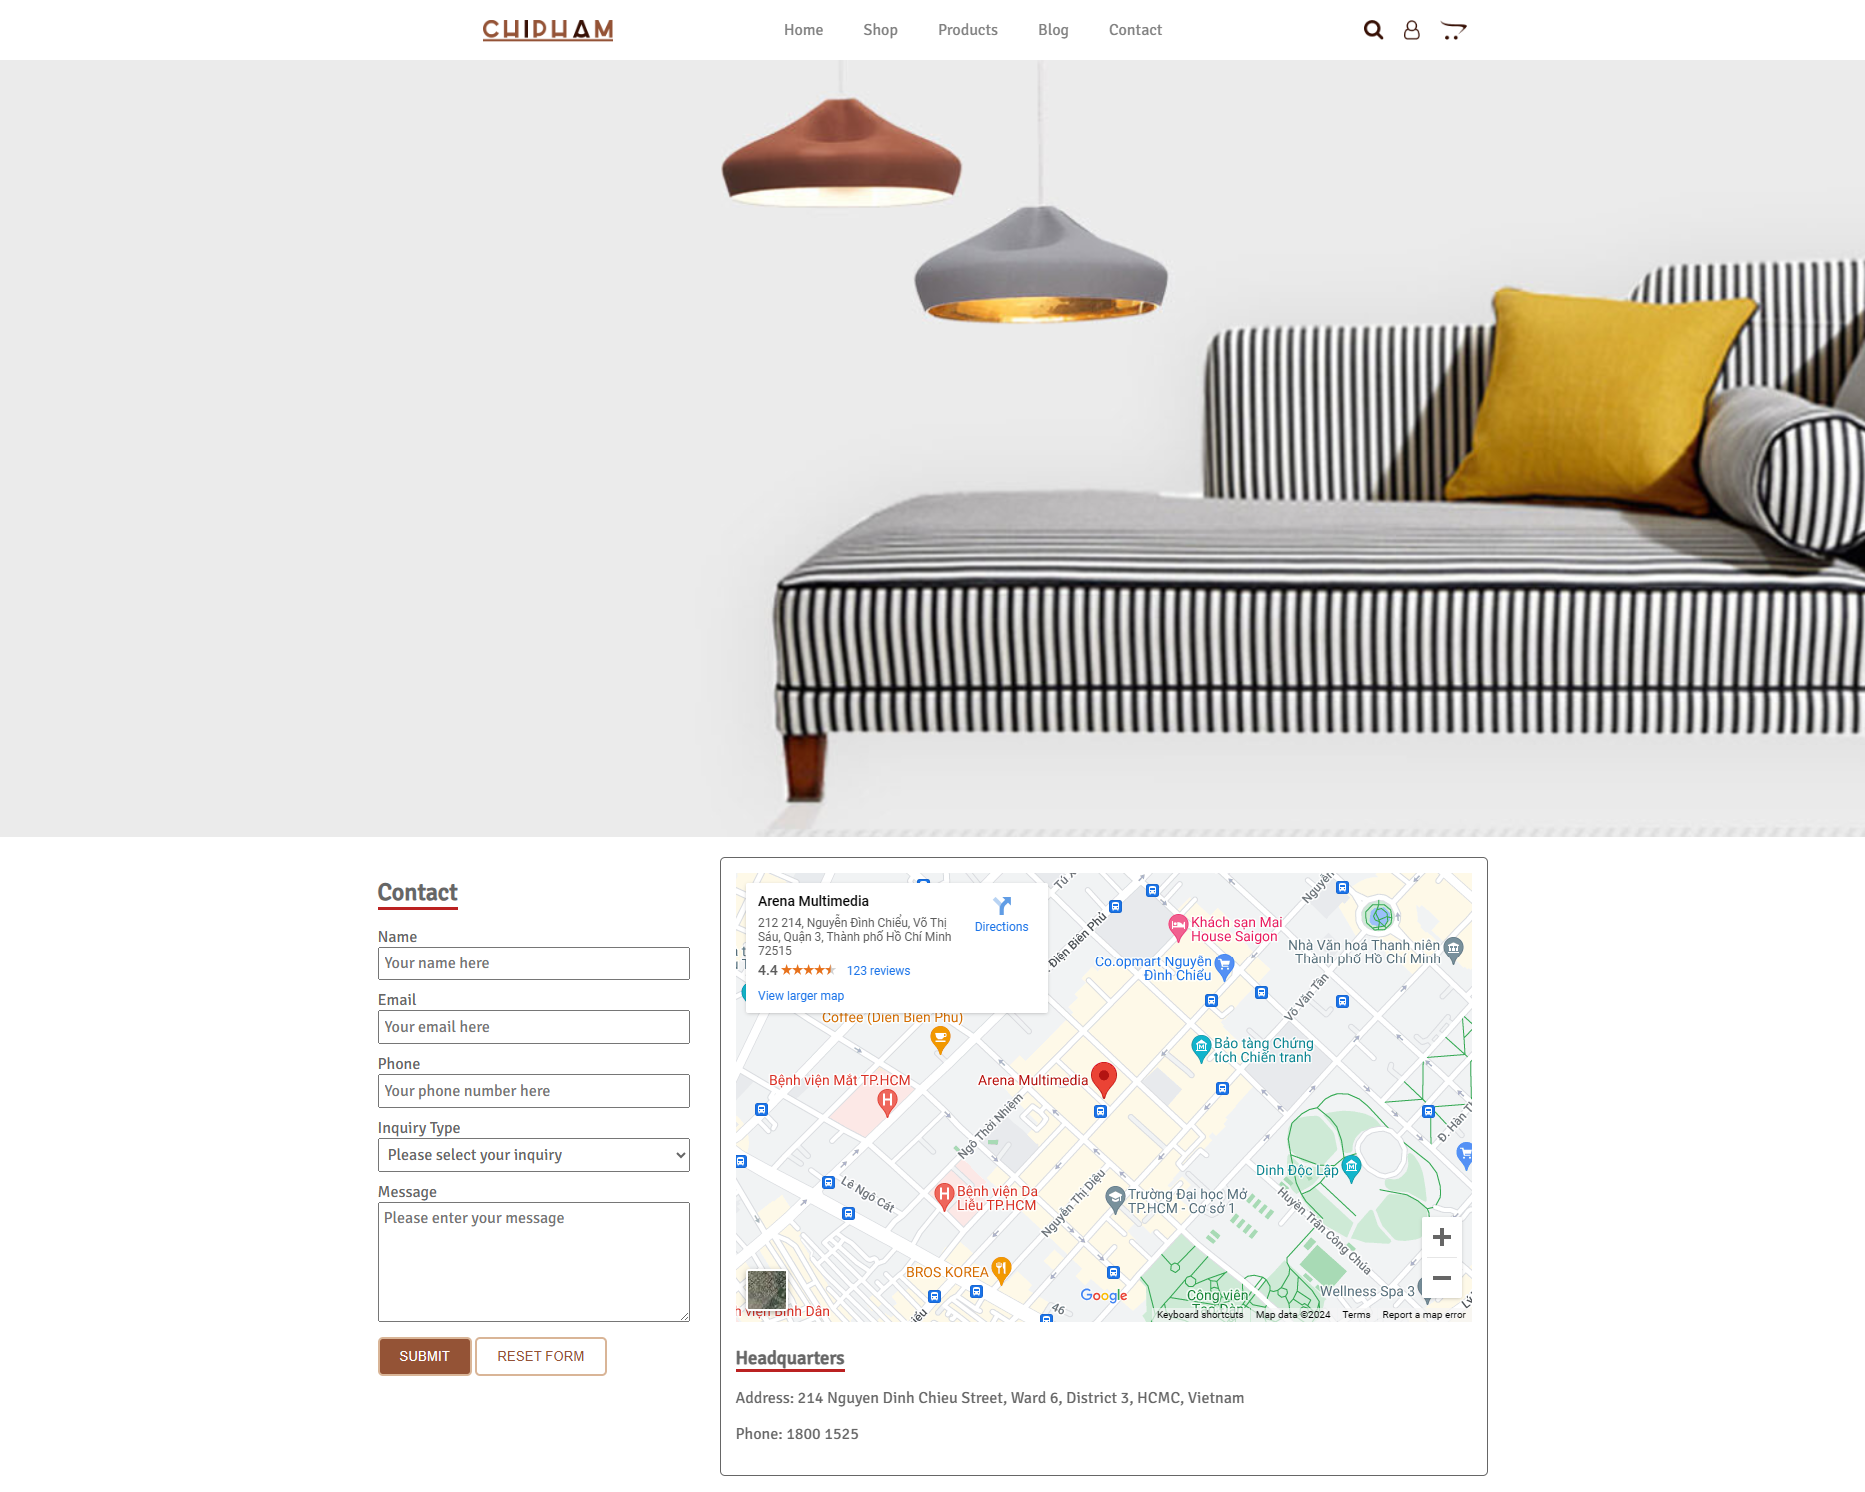 CHIPHAM
Home
Shop
Products
Blog
Contact
Contact
Name
Your name here
Email
Your email here
Phone
Your phone number here
Inquiry Type
Please select your inquiry
Message
Please enter your message
SUBMIT
RESET FORM
Arena Multimedia
212 214, Nguyễn Đình Chiểu, Võ Thị
Sáu, Quận 3, Thành phố Hồ Chí Minh
72515
4.4
123 reviews
View larger map
Directions
Coffee (Dien Bien Phu)
Điện Biên Phủ
Khách sạn Mai
House Saigon
Nhà Văn hoá Thanh niên
Thành phố Hồ Chí Minh
Co.opmart Nguyễn
Đình Chiểu
Võ Văn Tần
Bảo tàng Chứng
tích Chiến tranh
Bệnh viện Mắt TP.HCM
Arena Multimedia
Ngô Thời Nhiệm
Dinh Độc Lập
Lê Ngô Cát
Bệnh viện Da
Liễu TP.HCM
Nguyễn Thị Diệu
Trường Đại học Mở
TP.HCM - Cơ sở 1
Huyền Trân Công Chúa
BROS KOREA
Wellness Spa 3
Công viên
Tao Đàn
46
Google
Keyboard shortcuts
Map data ©2024
Terms
Report a map error
Headquarters
Address: 214 Nguyen Dinh Chieu Street, Ward 6, District 3, HCMC, Vietnam
Phone: 1800 1525